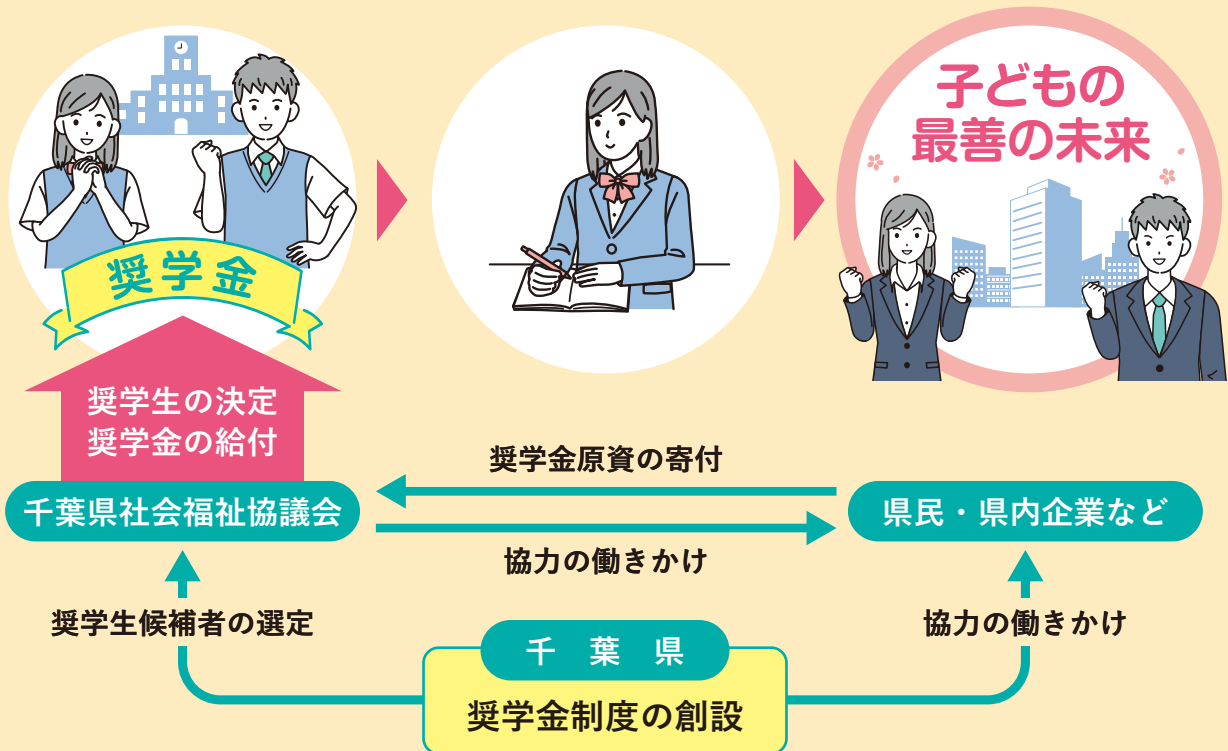 子どもの
最善の未来
奨学金
奨学生の決定
奨学金の給付
奨学金原資の寄付
千葉県社会福祉協議会
県民・県内企業など
協力の働きかけ
奨学生候補者の選定
協力の働きかけ
千　葉　県
奨学金制度の創設